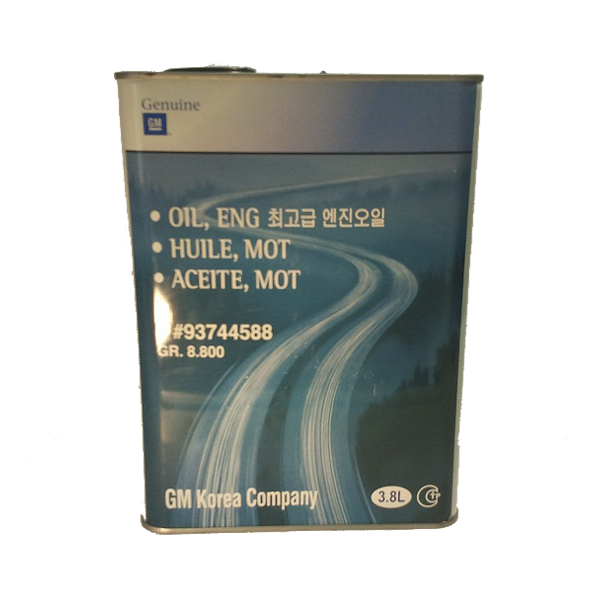 Genuine
GM
• OIL, ENG 최고급 엔진오일
• HUILE, MOT
• ACEITE, MOT
#93744588
GR. 8.800
GM Korea Company
3.8L